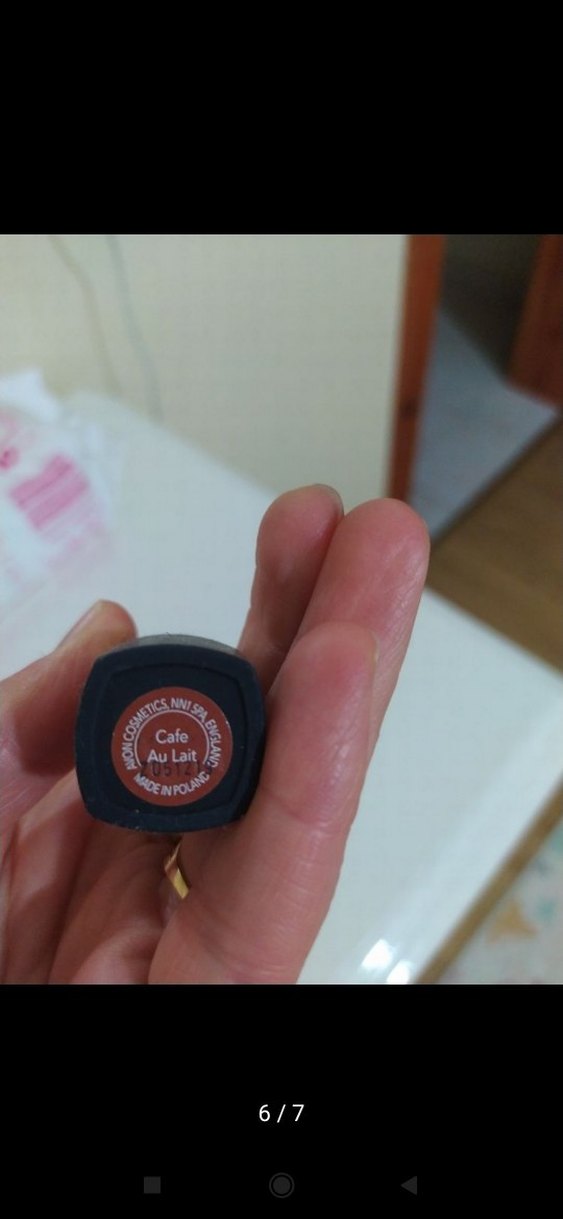 AVON COSMETICS, NN1 5PA, ENGLAND
Cafe
Au Lait
MADE IN POLAND
6 / 7